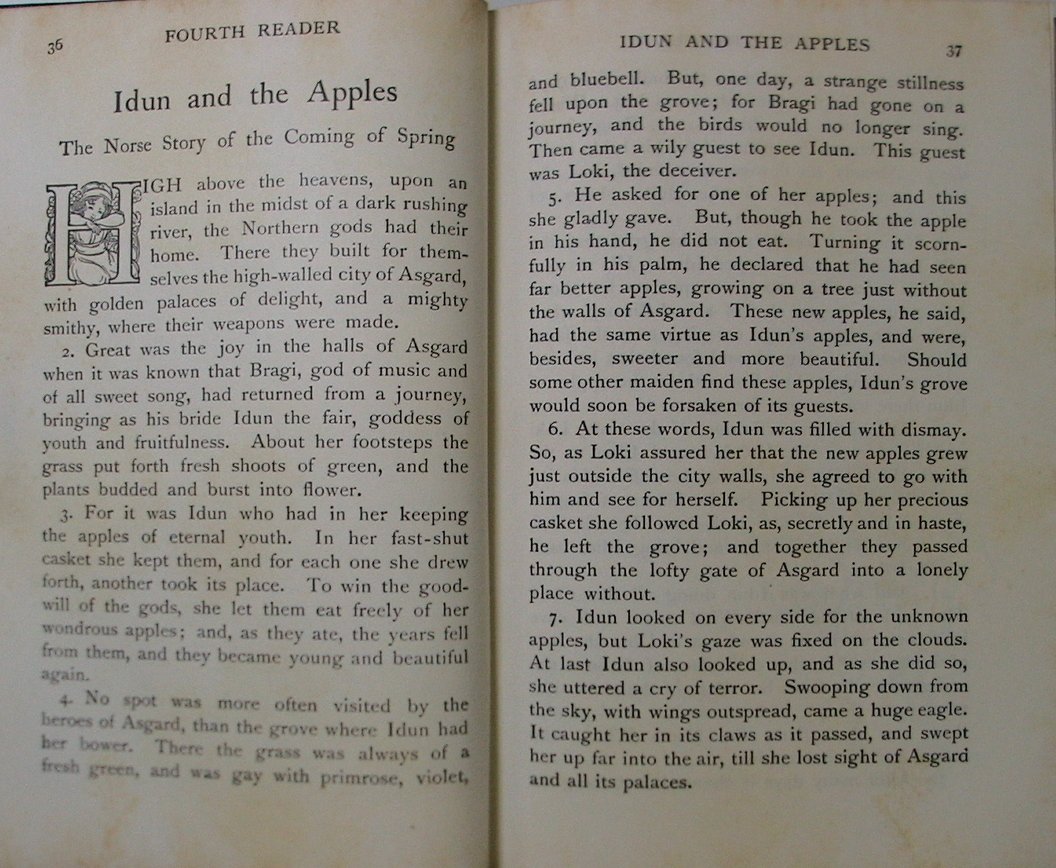 36
FOURTH READER
Idun and the Apples
The Norse Story of the Coming of Spring
HIGH above the heavens, upon an
island in the midst of a dark rushing
river, the Northern gods had their
home. There they built for them-
selves the high-walled city of Asgard,
with golden palaces of delight, and a mighty
smithy, where their weapons were made.
2. Great was the joy in the halls of Asgard
when it was known that Bragi, god of music and
of all sweet song, had returned from a journey,
bringing as his bride Idun the fair, goddess of
youth and fruitfulness. About her footsteps the
grass put forth fresh shoots of green, and the
plants budded and burst into flower.
3. For it was Idun who had in her keeping
the apples of eternal youth. In her fast-shut
casket she kept them, and for each one she drew
forth, another took its place. To win the good-
will of the gods, she let them eat freely of her
wondrous apples; and, as they ate, the years fell
from them, and they became young and beautiful
again.
4. No spot was more often visited by the
heroes of Asgard, than the grove where Idun had
her bower. There the grass was always of a
fresh green, and was gay with primrose, violet,
IDUN AND THE APPLES
37
and bluebell. But, one day, a strange stillness
fell upon the grove; for Bragi had gone on a
journey, and the birds would no longer sing.
Then came a wily guest to see Idun. This guest
was Loki, the deceiver.
5. He asked for one of her apples; and this
she gladly gave. But, though he took the apple
in his hand, he did not eat. Turning it scorn-
fully in his palm, he declared that he had seen
far better apples, growing on a tree just without
the walls of Asgard. These new apples, he said,
had the same virtue as Idun's apples, and were,
besides, sweeter and more beautiful. Should
some other maiden find these apples, Idun's grove
would soon be forsaken of its guests.
6. At these words, Idun was filled with dismay.
So, as Loki assured her that the new apples grew
just outside the city walls, she agreed to go with
him and see for herself. Picking up her precious
casket she followed Loki, as, secretly and in haste,
he left the grove; and together they passed
through the lofty gate of Asgard into a lonely
place without.
7. Idun looked on every side for the unknown
apples, but Loki's gaze was fixed on the clouds.
At last Idun also looked up, and as she did so,
she uttered a cry of terror. Swooping down from
the sky, with wings outspread, came a huge eagle.
It caught her in its claws as it passed, and swept
her up far into the air, till she lost sight of Asgard
and all its palaces.